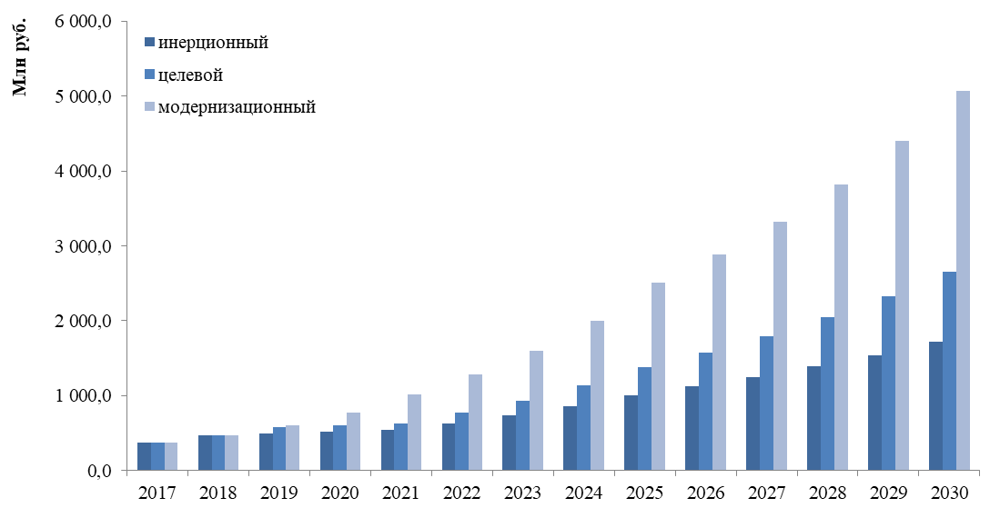 Млн руб.
6 000,0
5 000,0
4 000,0
3 000,0
2 000,0
1 000,0
0,0
инерционный
целевой
модернизационный
2017 2018 2019 2020 2021 2022 2023 2024 2025 2026 2027 2028 2029 2030